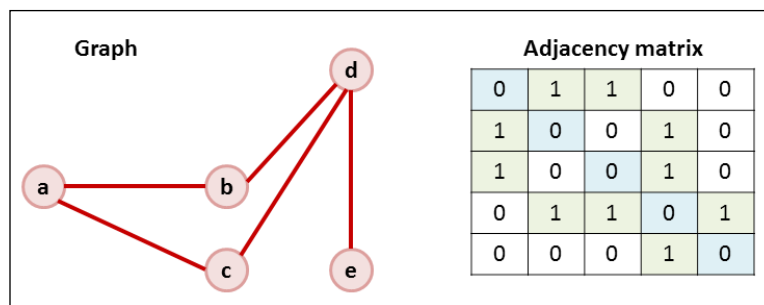 Graph
a
b
c
d
e
Adjacency matrix
0 1 1 0 0
1 0 0 1 0
1 0 0 1 0
0 1 1 0 1
0 0 0 1 0